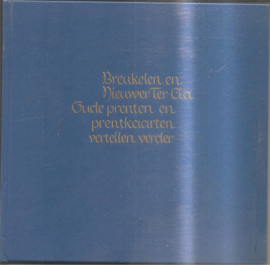 Breukelen en
Nieuwer Ter Aa
Oude prenten en
prentkaarten
vertellen verder